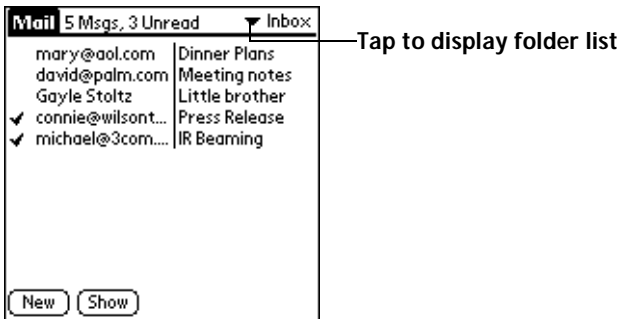 Mail 5 Msgs, 3 Unread Inbox
Tap to display folder list
mary@aol.com Dinner Plans
david@palm.com Meeting notes
Gayle Stoltz Little brother
connie@wilsont... Press Release
michael@3com.... IR Beaming
New Show